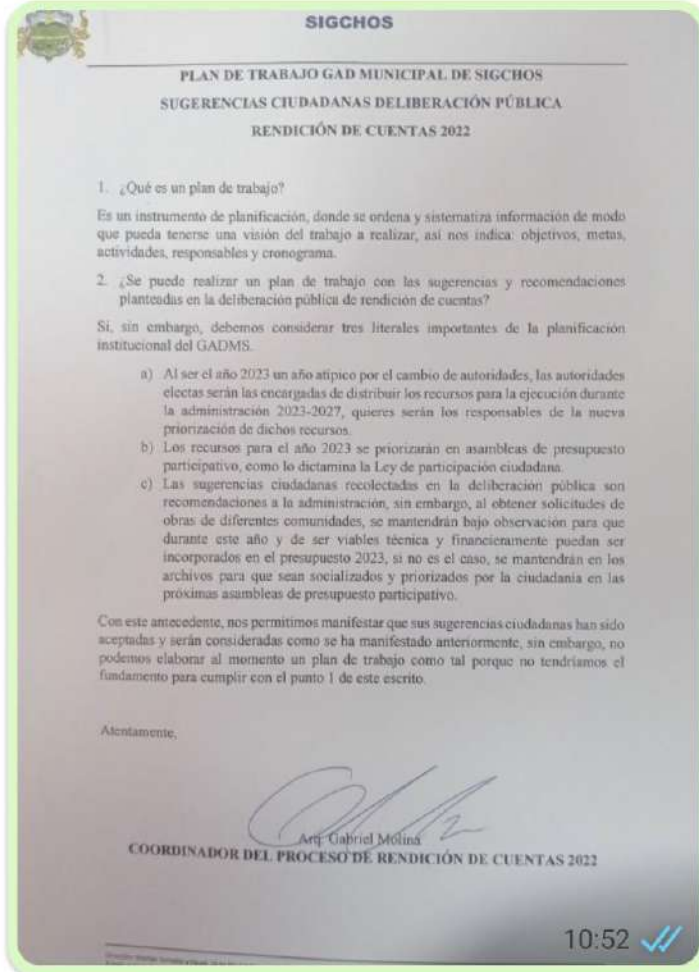 SIGCHOS
PLAN DE TRABAJO GAD MUNICIPAL DE SIGCHOS
SUGERENCIAS CIUDADANAS DELIBERACIÓN PÚBLICA
RENDICIÓN DE CUENTAS 2022
1. ¿Qué es un plan de trabajo?
Es un instrumento de planificación, donde se ordena y sistematiza información de modo
que pueda tenerse una visión del trabajo a realizar, así nos indica: objetivos, metas,
actividades, responsables y cronograma.
2. ¿Se puede realizar un plan de trabajo con las sugerencias y recomendaciones
planteadas en la deliberación pública de rendición de cuentas?
Si, sin embargo, debemos considerar tres literales importantes de la planificación
institucional del GADMS.
a) Al ser el año 2023 un año atípico por el cambio de autoridades, las autoridades
electas serán las encargadas de distribuir los recursos para la ejecución durante
la administración 2023-2027, quieres serán los responsables de la nueva
priorización de dichos recursos.
b) Los recursos para el año 2023 se priorizarán en asambleas de presupuesto
participativo, como lo dictamina la Ley de participación ciudadana.
c) Las sugerencias ciudadanas recolectadas en la deliberación pública son
recomendaciones a la administración, sin embargo, al obtener solicitudes de
obras de diferentes comunidades, se mantendrán bajo observación para que
durante este año y de ser viables técnica y financieramente puedan ser
incorporados en el presupuesto 2023, si no es el caso, se mantendrán en los
archivos para que sean socializados y priorizados por la ciudadanía en las
próximas asambleas de presupuesto participativo.
Con este antecedente, nos permitimos manifestar que sus sugerencias ciudadanas han sido
aceptadas y serán consideradas como se ha manifestado anteriormente, sin embargo, no
podemos elaborar al momento un plan de trabajo como tal porque no tendríamos el
fundamento para cumplir con el punto 1 de este escrito.
Atentamente,
Arq. Gabriel Molina
COORDINADOR DEL PROCESO DE RENDICIÓN DE CUENTAS 2022
10:52